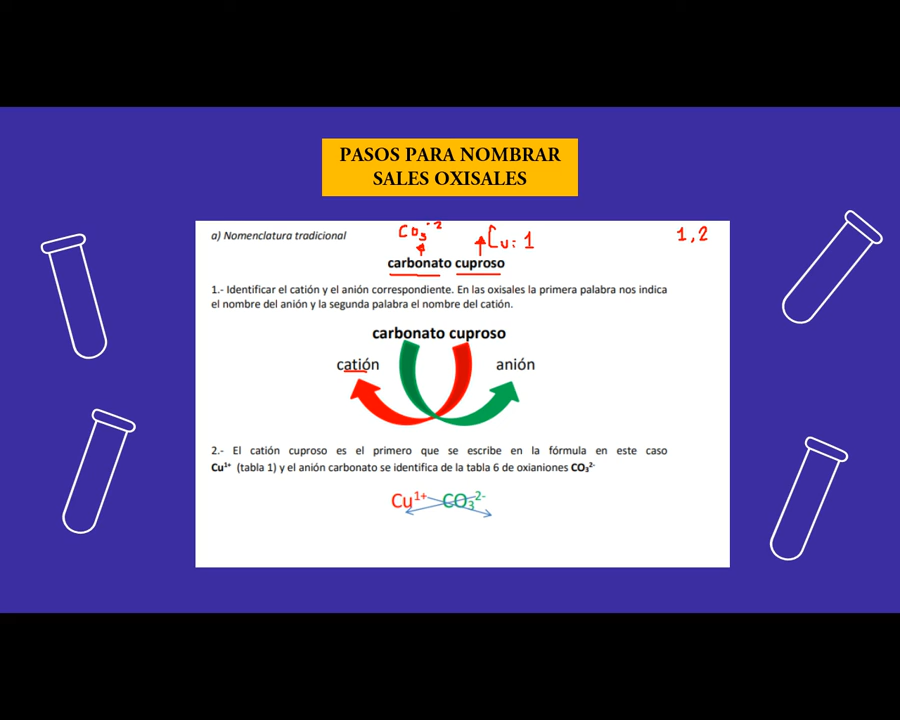 PASOS PARA NOMBRAR
SALES OXISALES
a) Nomenclatura tradicional
CO₃⁻²
Cu: 1
1,2
carbonato cuproso
1.- Identificar el catión y el anión correspondiente. En las oxisales la primera palabra nos indica
el nombre del anión y la segunda palabra el nombre del catión.
carbonato cuproso
catión
anión
2.- El catión cuproso es el primero que se escribe en la fórmula en este caso
Cu¹⁺ (tabla 1) y el anión carbonato se identifica de la tabla 6 de oxianiones CO₃²⁻
Cu¹⁺ CO₃²⁻